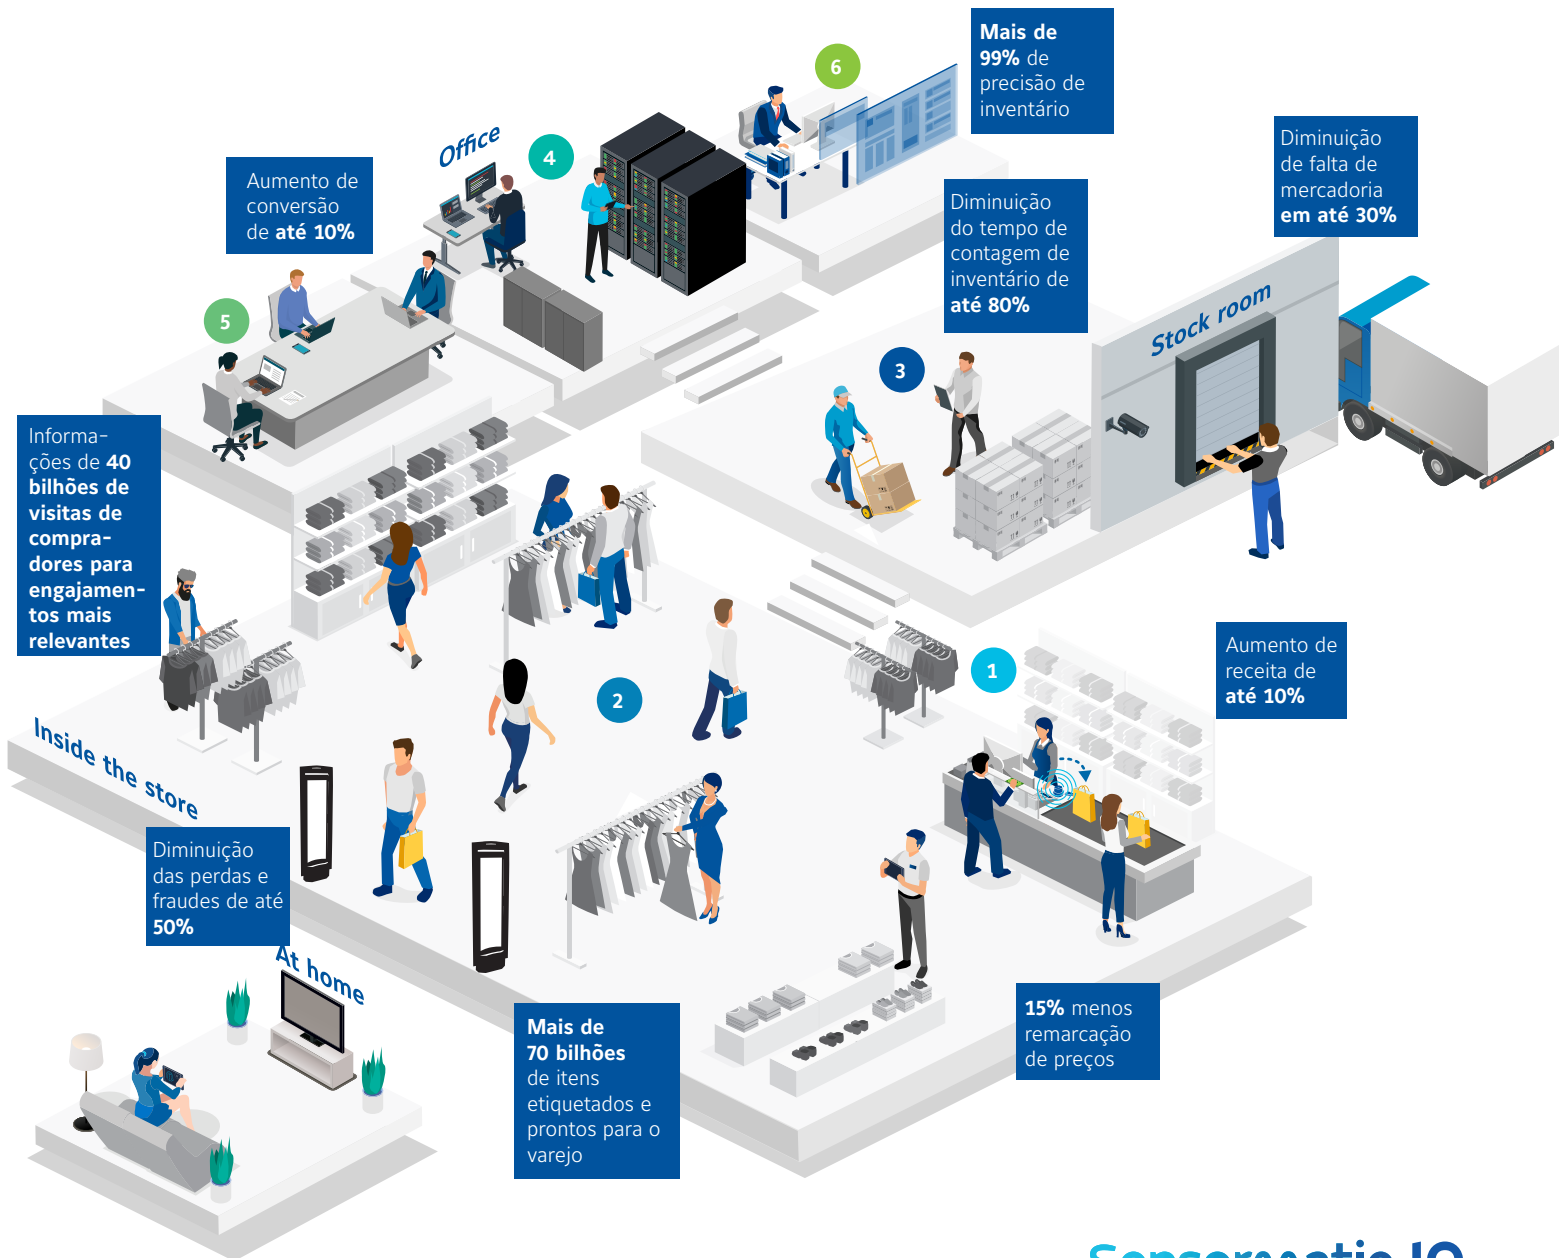 Mais de
99% de
precisão de
inventário
6
Diminuição
de falta de
mercadoria
em até 30%
Office
4
Aumento de
conversão
de até 10%
Diminuição
do tempo de
contagem de
inventário de
até 80%
Stock room
5
3
Informa-
ções de 40
bilhões de
visitas de
compra-
dores para
engajamen-
tos mais
relevantes
Aumento de
receita de
até 10%
1
2
Inside the store
Diminuição
das perdas e
fraudes de até
50%
At home
Mais de
70 bilhões
de itens
etiquetados e
prontos para o
varejo
15% menos
remarcação
de preços